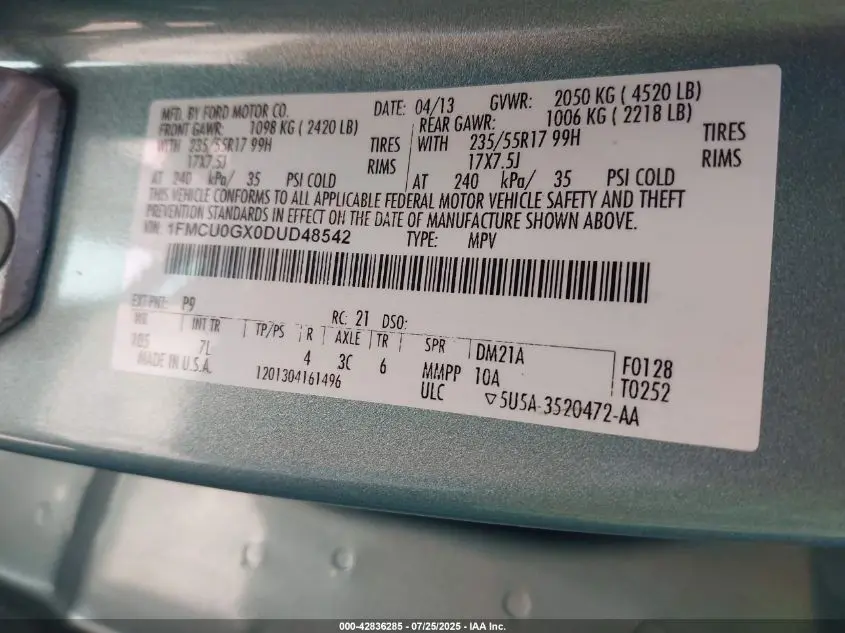 MFD. BY FORD MOTOR CO. DATE: 04/13 GVWR: 2050 KG ( 4520 LB)
FRONT GAWR: 1098 KG ( 2420 LB) REAR GAWR: 1006 KG ( 2218 LB)
WITH 235/55R17 99H TIRES WITH 235/55R17 99H TIRES
17X7.5J RIMS 17X7.5J RIMS
AT 240 kPa/ 35 PSI COLD AT 240 kPa/ 35 PSI COLD
THIS VEHICLE CONFORMS TO ALL APPLICABLE FEDERAL MOTOR VEHICLE SAFETY AND THEFT
PREVENTION STANDARDS IN EFFECT ON THE DATE OF MANUFACTURE SHOWN ABOVE.
VIN: 1FMCU0GX0DUD48542 TYPE: MPV
EXT PNT: P9 RC: 21 DSO:
WB INT TR TP/PS R AXLE TR SPR DM21A F0128
105 7L 4 3C 6 MMPP 10A T0252
MADE IN U.S.A. 1201304161496 ULC ▽5U5A-3520472-AA
000-42836285 - 07/25/2025 - IAA Inc.